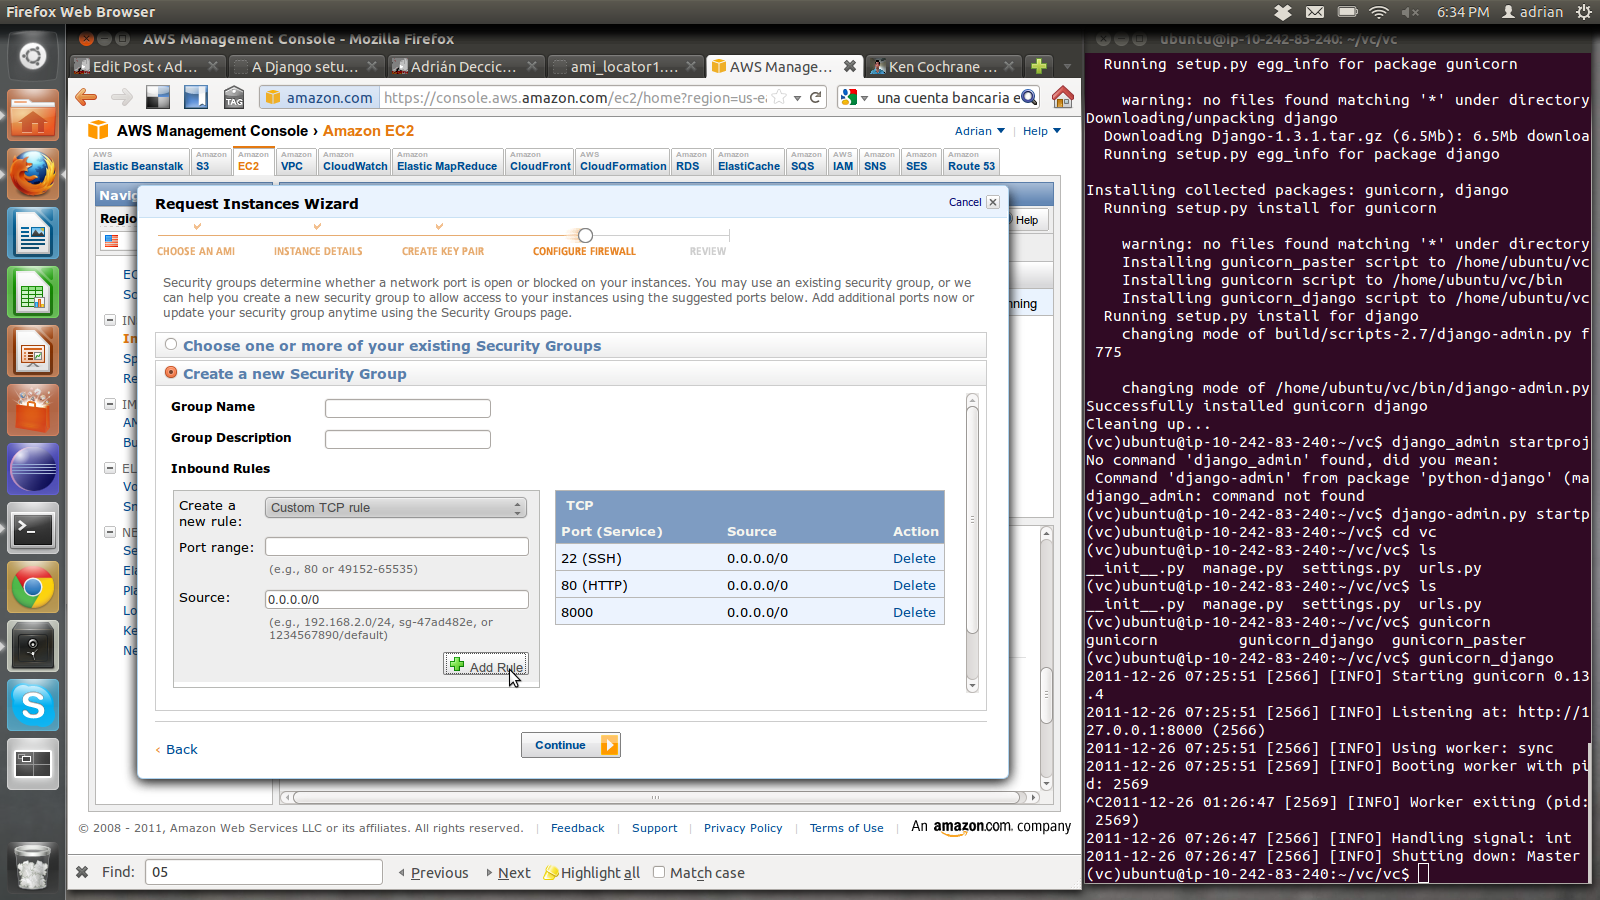 Firefox Web Browser
6:34 PM
adrian
AWS Management Console - Mozilla Firefox
Edit Post ‹ Ad...
A Django setu...
Adrián Deccic...
ami_locator1....
AWS Manage...
Ken Cochrane ...
TAG
amazon.com
https://console.aws.amazon.com/ec2/home?region=us-ea
una cuenta bancaria e
AWS Management Console › Amazon EC2
Adrian
Help
AWS
Elastic Beanstalk
Amazon
S3
Amazon
EC2
Amazon
VPC
Amazon
CloudWatch
Amazon
Elastic MapReduce
Amazon
CloudFront
AWS
CloudFormation
Amazon
RDS
Amazon
ElastiCache
Amazon
SQS
AWS
IAM
Amazon
SNS
Amazon
SES
Amazon
Route 53
Navig
Regio
Help
nning
EC
Sc
IN
In
Sp
Re
IM
AM
Bu
EL
Vo
Sn
NE
Se
Ela
Pla
Lo
Ke
Ne
Request Instances Wizard
Cancel
CHOOSE AN AMI
INSTANCE DETAILS
CREATE KEY PAIR
CONFIGURE FIREWALL
REVIEW
Security groups determine whether a network port is open or blocked on your instances. You may use an existing security group, or we
can help you create a new security group to allow access to your instances using the suggested ports below. Add additional ports now or
update your security group anytime using the Security Groups page.
Choose one or more of your existing Security Groups
Create a new Security Group
Group Name
Group Description
Inbound Rules
Create a
new rule:
Custom TCP rule
Port range:
(e.g., 80 or 49152-65535)
Source:
0.0.0.0/0
(e.g., 192.168.2.0/24, sg-47ad482e, or
1234567890/default)
Add Rule
TCP
Port (Service) Source Action
22 (SSH) 0.0.0.0/0 Delete
80 (HTTP) 0.0.0.0/0 Delete
8000 0.0.0.0/0 Delete
‹ Back
Continue
© 2008 - 2011, Amazon Web Services LLC or its affiliates. All rights reserved. | Feedback | Support | Privacy Policy | Terms of Use | An amazon.com. company
Find: 05
Previous
Next
Highlight all
Match case
ubuntu@ip-10-242-83-240: ~/vc/vc
Running setup.py egg_info for package gunicorn
warning: no files found matching '*' under directory
Downloading/unpacking django
Downloading Django-1.3.1.tar.gz (6.5Mb): 6.5Mb downloa
Running setup.py egg_info for package django
Installing collected packages: gunicorn, django
Running setup.py install for gunicorn
warning: no files found matching '*' under directory
Installing gunicorn_paster script to /home/ubuntu/vc
Installing gunicorn script to /home/ubuntu/vc/bin
Installing gunicorn_django script to /home/ubuntu/vc
Running setup.py install for django
changing mode of build/scripts-2.7/django-admin.py f
775
changing mode of /home/ubuntu/vc/bin/django-admin.py
Successfully installed gunicorn django
Cleaning up...
(vc)ubuntu@ip-10-242-83-240:~/vc$ django_admin startproj
No command 'django_admin' found, did you mean:
Command 'django-admin' from package 'python-django' (ma
django_admin: command not found
(vc)ubuntu@ip-10-242-83-240:~/vc$ django-admin.py startp
(vc)ubuntu@ip-10-242-83-240:~/vc$ cd vc
(vc)ubuntu@ip-10-242-83-240:~/vc/vc$ ls
__init__.py manage.py settings.py urls.py
(vc)ubuntu@ip-10-242-83-240:~/vc/vc$ ls
__init__.py manage.py settings.py urls.py
(vc)ubuntu@ip-10-242-83-240:~/vc/vc$ gunicorn
gunicorn gunicorn_django gunicorn_paster
(vc)ubuntu@ip-10-242-83-240:~/vc/vc$ gunicorn_django
2011-12-26 07:25:51 [2566] [INFO] Starting gunicorn 0.13
.4
2011-12-26 07:25:51 [2566] [INFO] Listening at: http://1
27.0.0.1:8000 (2566)
2011-12-26 07:25:51 [2566] [INFO] Using worker: sync
2011-12-26 07:25:51 [2569] [INFO] Booting worker with pi
d: 2569
^C2011-12-26 01:26:47 [2569] [INFO] Worker exiting (pid:
2569)
2011-12-26 07:26:47 [2566] [INFO] Handling signal: int
2011-12-26 07:26:47 [2566] [INFO] Shutting down: Master
(vc)ubuntu@ip-10-242-83-240:~/vc/vc$